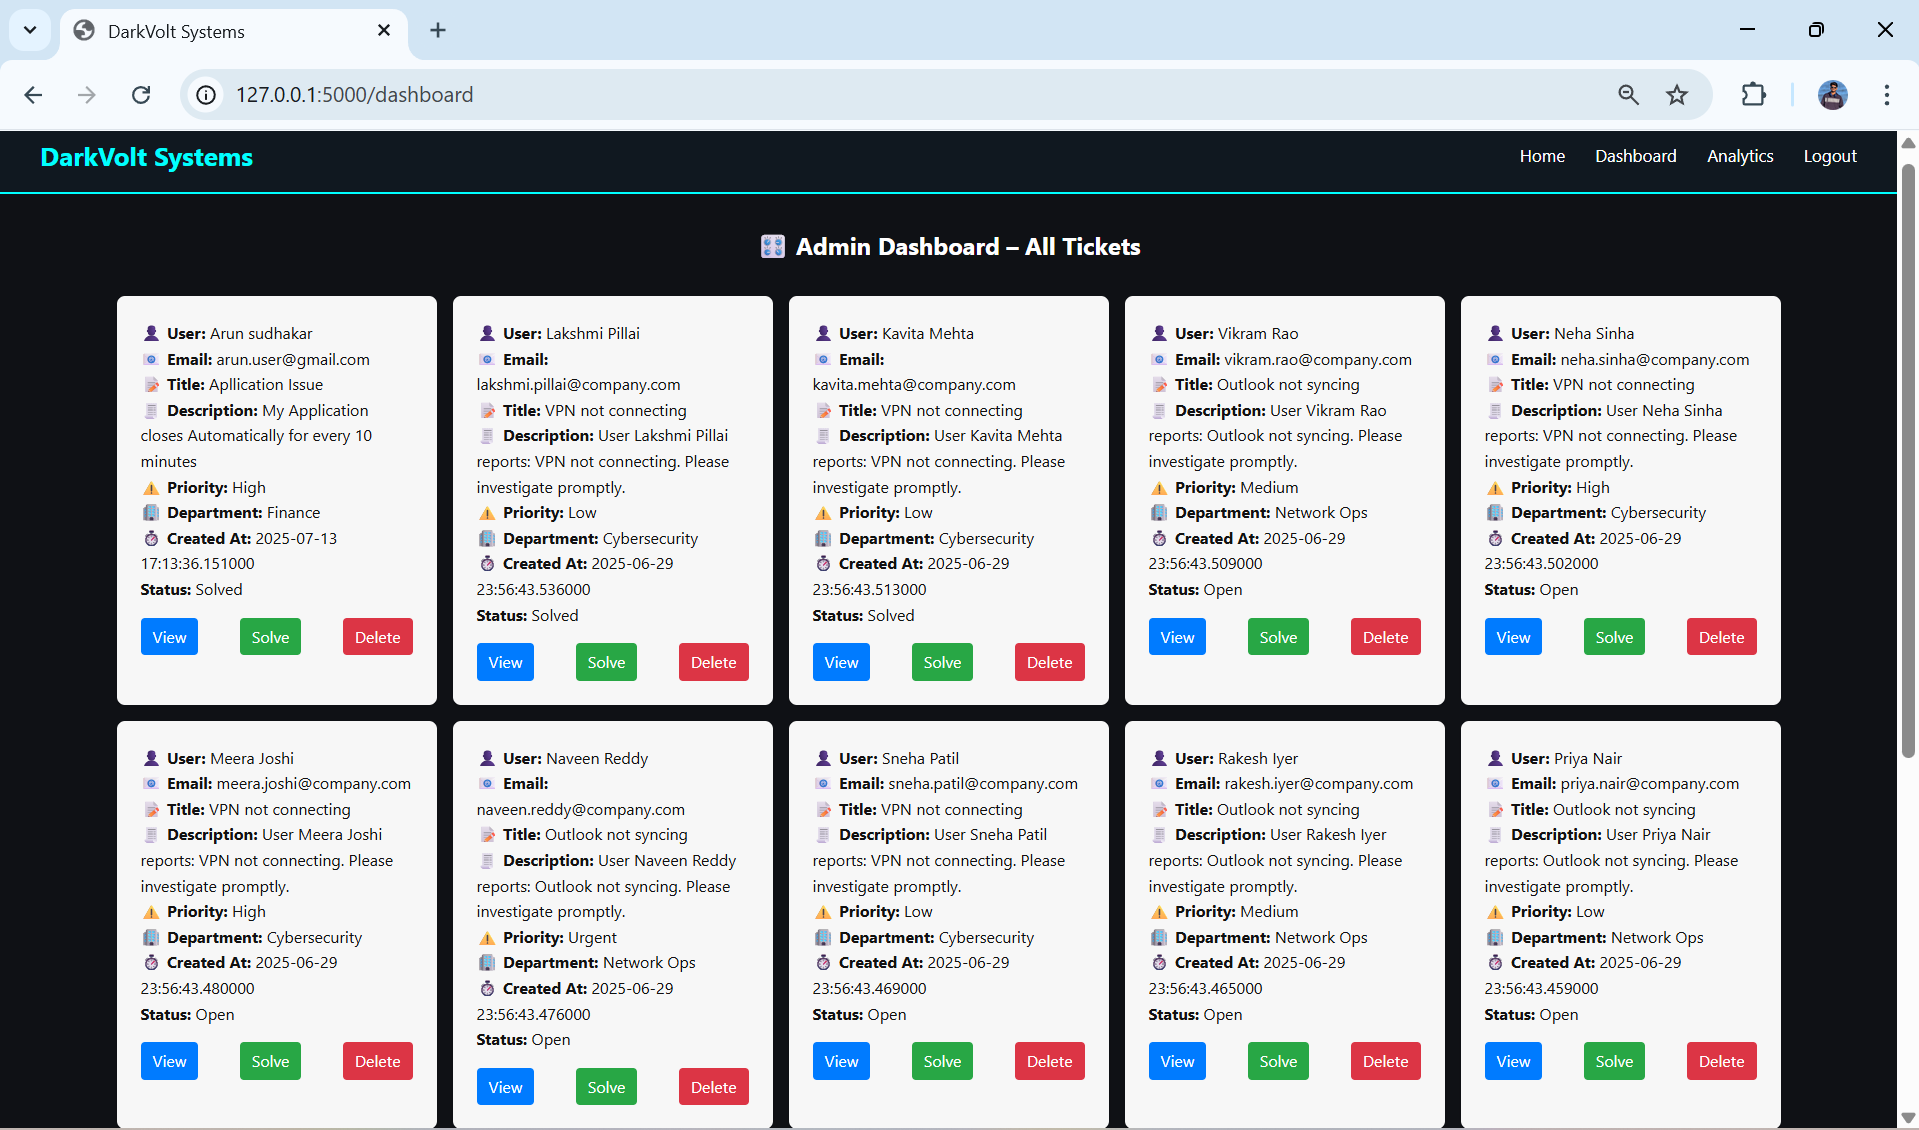 DarkVolt Systems
127.0.0.1:5000/dashboard
DarkVolt Systems
Home Dashboard Analytics Logout
Admin Dashboard – All Tickets
User: Arun sudhakar
Email: arun.user@gmail.com
Title: Apllication Issue
Description: My Application
closes Automatically for every 10
minutes
Priority: High
Department: Finance
Created At: 2025-07-13
17:13:36.151000
Status: Solved
View Solve Delete
User: Lakshmi Pillai
Email:
lakshmi.pillai@company.com
Title: VPN not connecting
Description: User Lakshmi Pillai
reports: VPN not connecting. Please
investigate promptly.
Priority: Low
Department: Cybersecurity
Created At: 2025-06-29
23:56:43.536000
Status: Solved
View Solve Delete
User: Kavita Mehta
Email:
kavita.mehta@company.com
Title: VPN not connecting
Description: User Kavita Mehta
reports: VPN not connecting. Please
investigate promptly.
Priority: Low
Department: Cybersecurity
Created At: 2025-06-29
23:56:43.513000
Status: Solved
View Solve Delete
User: Vikram Rao
Email: vikram.rao@company.com
Title: Outlook not syncing
Description: User Vikram Rao
reports: Outlook not syncing. Please
investigate promptly.
Priority: Medium
Department: Network Ops
Created At: 2025-06-29
23:56:43.509000
Status: Open
View Solve Delete
User: Neha Sinha
Email: neha.sinha@company.com
Title: VPN not connecting
Description: User Neha Sinha
reports: VPN not connecting. Please
investigate promptly.
Priority: High
Department: Cybersecurity
Created At: 2025-06-29
23:56:43.502000
Status: Open
View Solve Delete
User: Meera Joshi
Email: meera.joshi@company.com
Title: VPN not connecting
Description: User Meera Joshi
reports: VPN not connecting. Please
investigate promptly.
Priority: High
Department: Cybersecurity
Created At: 2025-06-29
23:56:43.480000
Status: Open
View Solve Delete
User: Naveen Reddy
Email:
naveen.reddy@company.com
Title: Outlook not syncing
Description: User Naveen Reddy
reports: Outlook not syncing. Please
investigate promptly.
Priority: Urgent
Department: Network Ops
Created At: 2025-06-29
23:56:43.476000
Status: Open
View Solve Delete
User: Sneha Patil
Email: sneha.patil@company.com
Title: VPN not connecting
Description: User Sneha Patil
reports: VPN not connecting. Please
investigate promptly.
Priority: Low
Department: Cybersecurity
Created At: 2025-06-29
23:56:43.469000
Status: Open
View Solve Delete
User: Rakesh Iyer
Email: rakesh.iyer@company.com
Title: Outlook not syncing
Description: User Rakesh Iyer
reports: Outlook not syncing. Please
investigate promptly.
Priority: Medium
Department: Network Ops
Created At: 2025-06-29
23:56:43.465000
Status: Open
View Solve Delete
User: Priya Nair
Email: priya.nair@company.com
Title: Outlook not syncing
Description: User Priya Nair
reports: Outlook not syncing. Please
investigate promptly.
Priority: Low
Department: Network Ops
Created At: 2025-06-29
23:56:43.459000
Status: Open
View Solve Delete